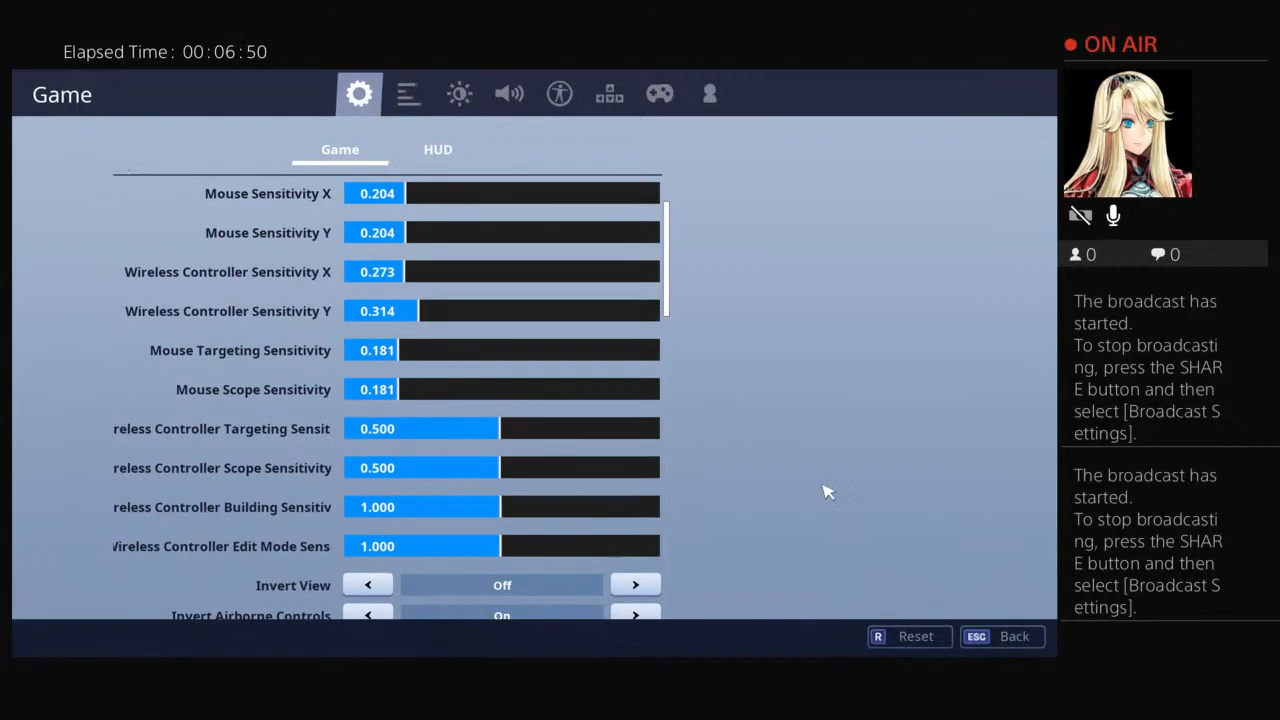 Elapsed Time: 00:06:50
ON AIR
Game
Game HUD
Mouse Sensitivity X 0.204
Mouse Sensitivity Y 0.204
Wireless Controller Sensitivity X 0.273
Wireless Controller Sensitivity Y 0.314
Mouse Targeting Sensitivity 0.181
Mouse Scope Sensitivity 0.181
reless Controller Targeting Sensit 0.500
reless Controller Scope Sensitivity 0.500
reless Controller Building Sensitiv 1.000
Wireless Controller Edit Mode Sens 1.000
Invert View < Off >
Invert Airborne Controls < On >
R Reset ESC Back
0 0
The broadcast has
started.
To stop broadcasti
ng, press the SHAR
E button and then
select [Broadcast S
ettings].
The broadcast has
started.
To stop broadcasti
ng, press the SHAR
E button and then
select [Broadcast S
ettings].